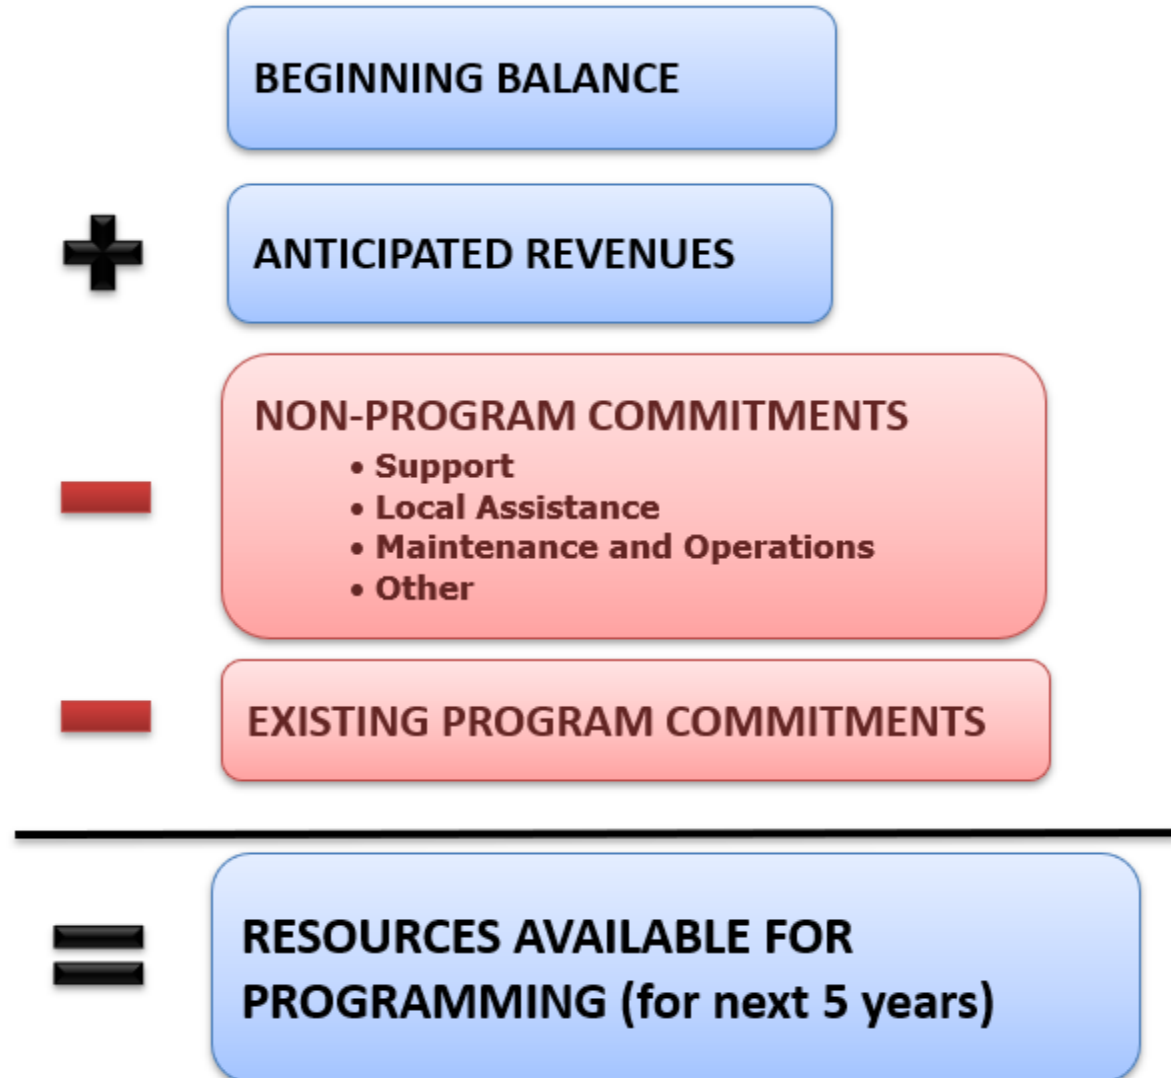 BEGINNING BALANCE
+
ANTICIPATED REVENUES
-
NON-PROGRAM COMMITMENTS
• Support
• Local Assistance
• Maintenance and Operations
• Other
-
EXISTING PROGRAM COMMITMENTS
=
RESOURCES AVAILABLE FOR
PROGRAMMING (for next 5 years)